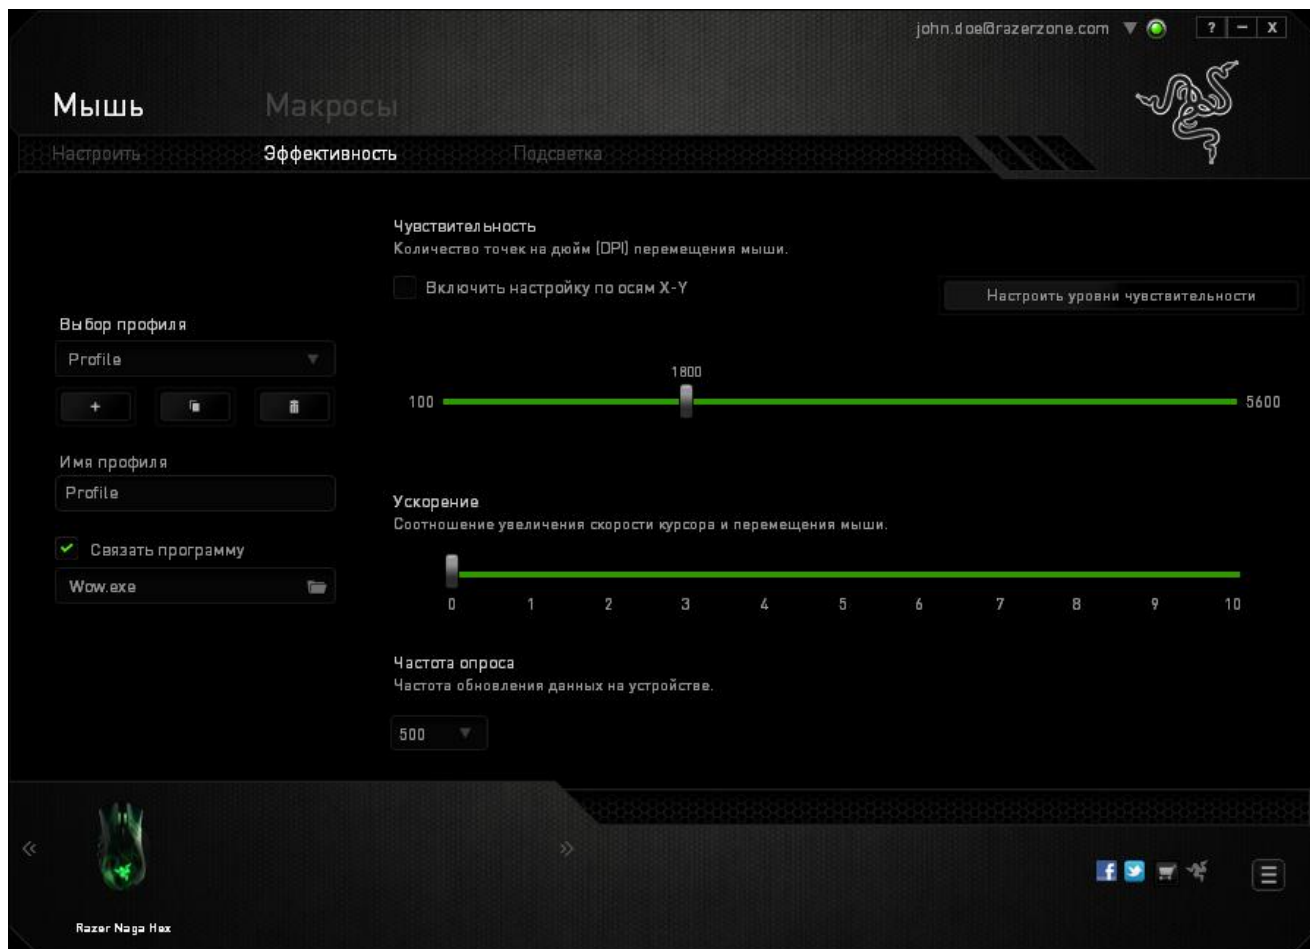 john.doe@razerzone.com
? – X
Мышь
Макросы
Настроить
Эффективность
Подсветка
Чувствительность
Количество точек на дюйм (DPI) перемещения мыши.
Включить настройку по осям X-Y
Настроить уровни чувствительности
Выбор профиля
Profile
+
1800
100
5600
Имя профиля
Profile
Ускорение
Соотношение увеличения скорости курсора и перемещения мыши.
Связать программу
Wow.exe
0 1 2 3 4 5 6 7 8 9 10
Частота опроса
Частота обновления данных на устройстве.
500
Razer Naga Hex